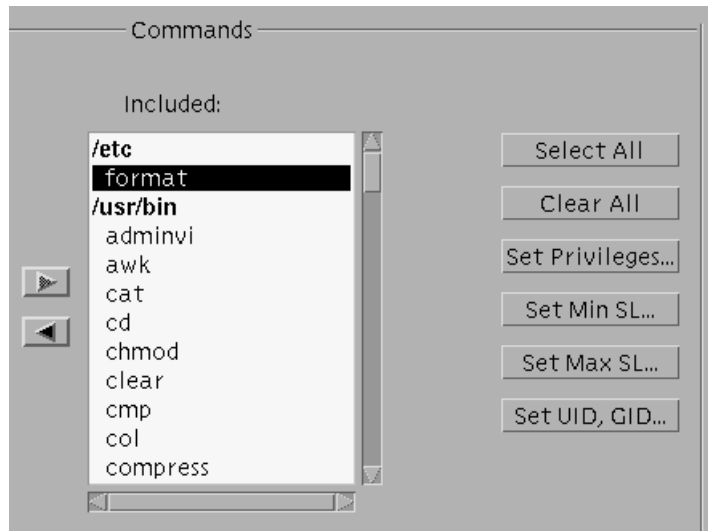 Commands
Included:
/etc
format
/usr/bin
adminvi
awk
cat
cd
chmod
clear
cmp
col
compress
Select All
Clear All
Set Privileges...
Set Min SL...
Set Max SL...
Set UID, GID...